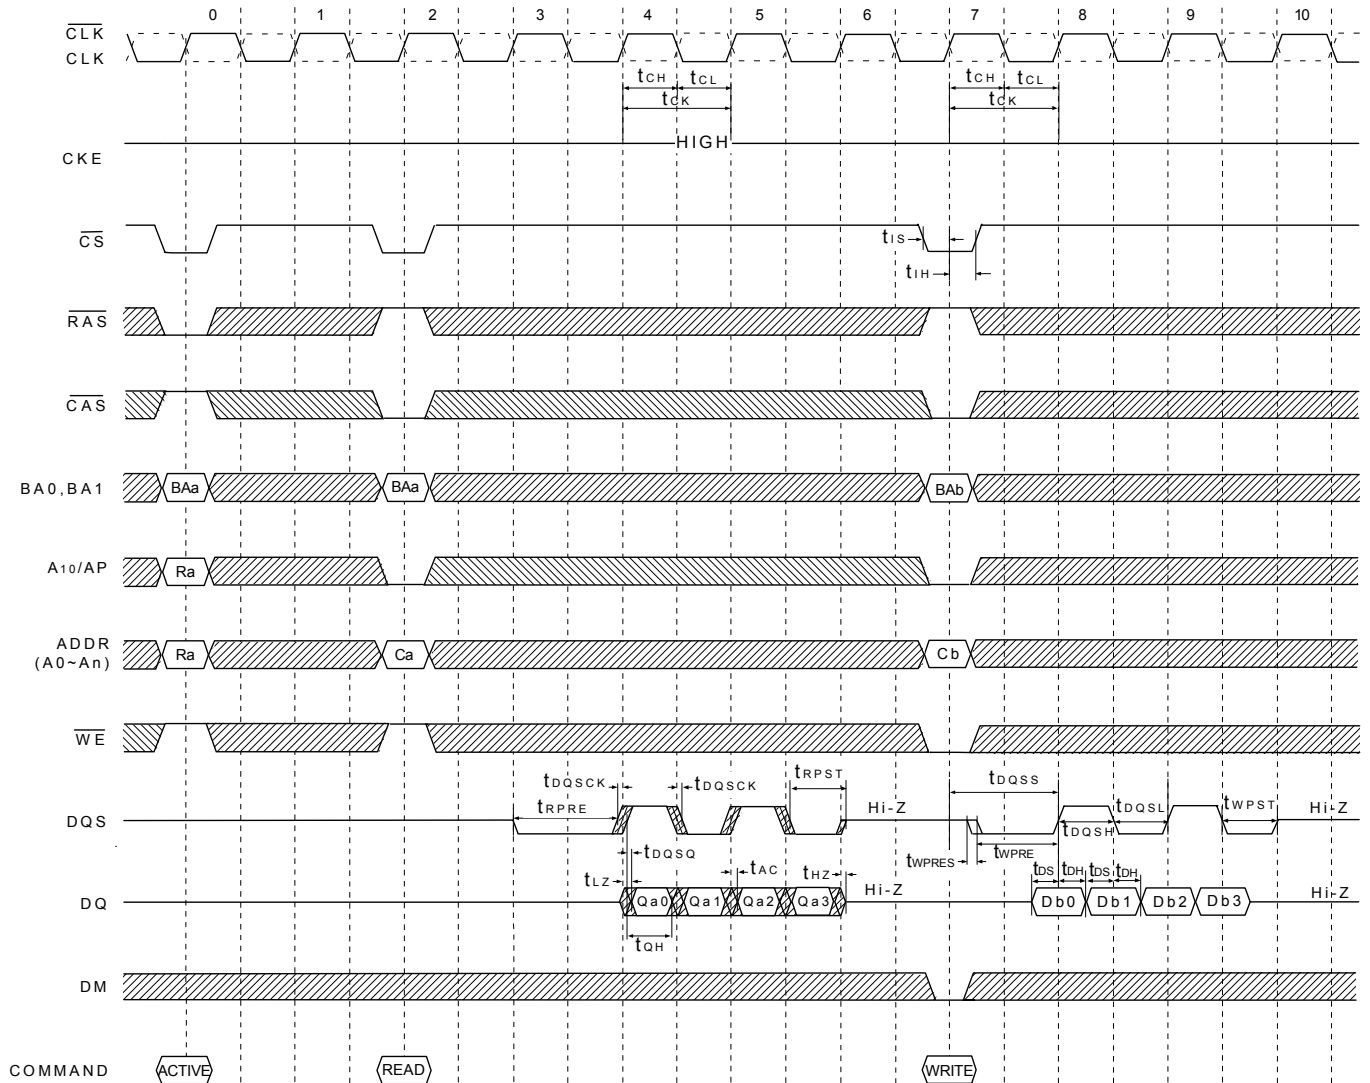 0 1 2 3 4 5 6 7 8 9 10
CLK
CLK
tCH tCL tCH tCL
tCK tCK
HIGH
CKE
CS
tIS
tIH
RAS
CAS
BA0,BA1 BAa BAa BAb
A10/AP Ra
ADDR
(A0~An) Ra Ca Cb
WE
tDQSCK tDQSCK tRPST tDQSS
tRPRE Hi-Z tDQSL tWPST Hi-Z
DQS tDQSH
tDQSQ tWPRES tWPRE
tLZ tAC tHZ Hi-Z tDS tDH tDS tDH
DQ Qa0 Qa1 Qa2 Qa3 Db0 Db1 Db2 Db3 Hi-Z
tQH
DM
COMMAND ACTIVE READ WRITE